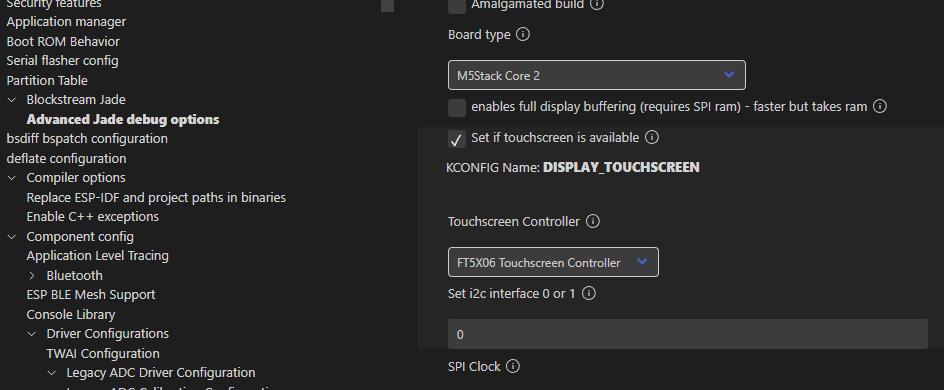 Security features
Application manager
Boot ROM Behavior
Serial flasher config
Partition Table
Blockstream Jade
Advanced Jade debug options
bsdiff bspatch configuration
deflate configuration
Compiler options
Replace ESP-IDF and project paths in binaries
Enable C++ exceptions
Component config
Application Level Tracing
Bluetooth
ESP BLE Mesh Support
Console Library
Driver Configurations
TWAI Configuration
Legacy ADC Driver Configuration
Legacy ADC Calibration Configuration
Amalgamated build
Board type
M5Stack Core 2
enables full display buffering (requires SPI ram) - faster but takes ram
Set if touchscreen is available
KCONFIG Name: DISPLAY_TOUCHSCREEN
Touchscreen Controller
FT5X06 Touchscreen Controller
Set i2c interface 0 or 1
0
SPI Clock